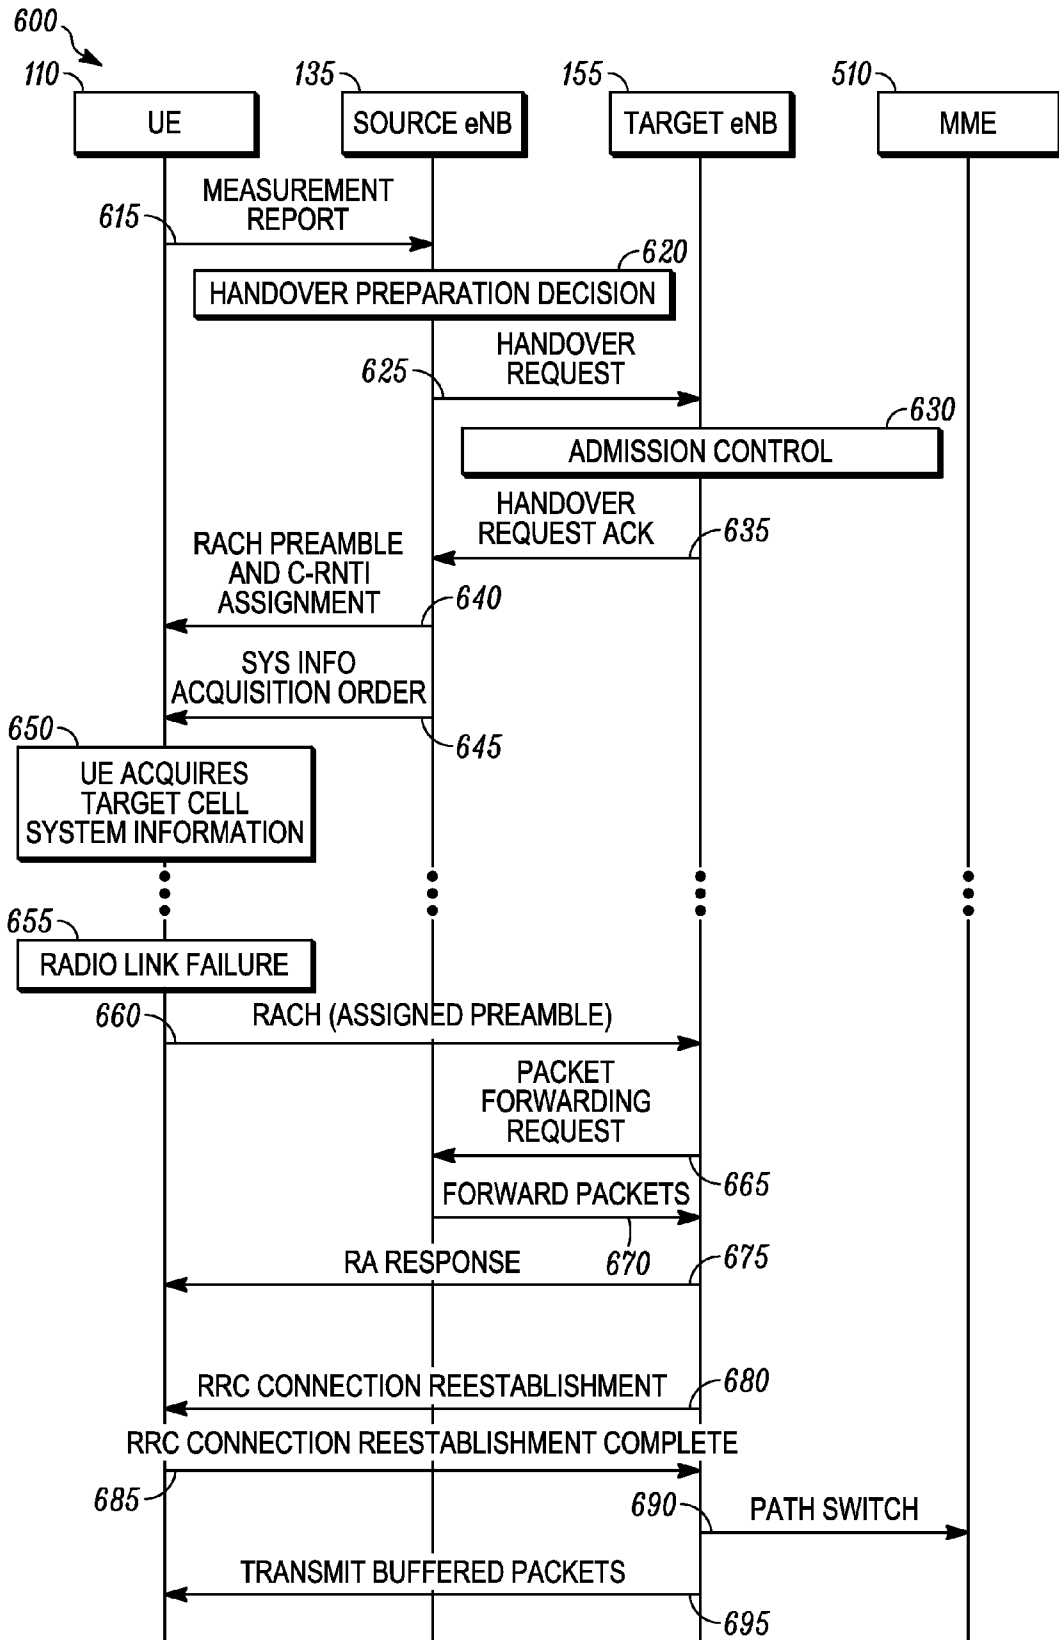 600
110
135
155
510
UE
SOURCE eNB
TARGET eNB
MME
MEASUREMENT
REPORT
615
620
HANDOVER PREPARATION DECISION
HANDOVER
REQUEST
625
630
ADMISSION CONTROL
HANDOVER
REQUEST ACK
635
RACH PREAMBLE
AND C-RNTI
ASSIGNMENT
640
SYS INFO
ACQUISITION ORDER
645
650
UE ACQUIRES
TARGET CELL
SYSTEM INFORMATION
655
RADIO LINK FAILURE
660
RACH (ASSIGNED PREAMBLE)
PACKET
FORWARDING
REQUEST
665
FORWARD PACKETS
670
RA RESPONSE
675
RRC CONNECTION REESTABLISHMENT
680
RRC CONNECTION REESTABLISHMENT COMPLETE
685
690
PATH SWITCH
TRANSMIT BUFFERED PACKETS
695